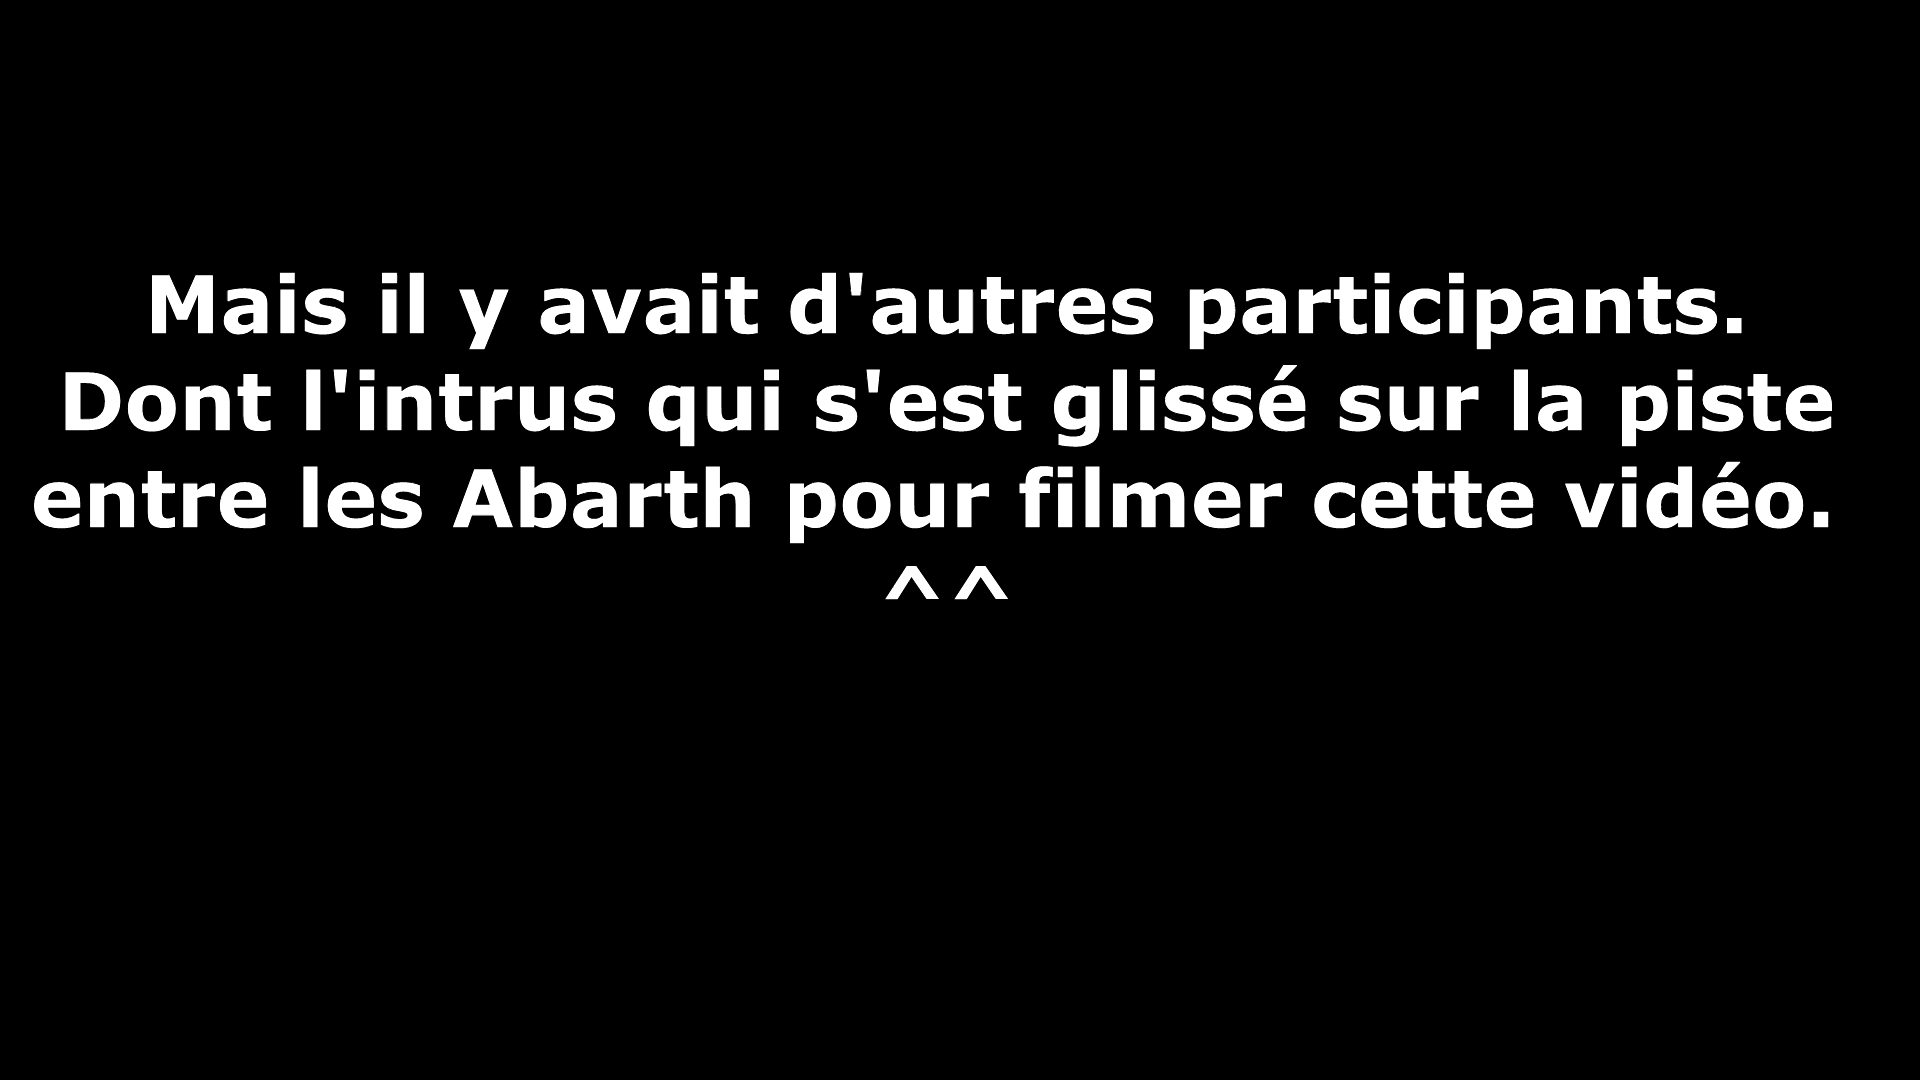 Mais il y avait d'autres participants.
Dont l'intrus qui s'est glissé sur la piste
entre les Abarth pour filmer cette vidéo.
^^